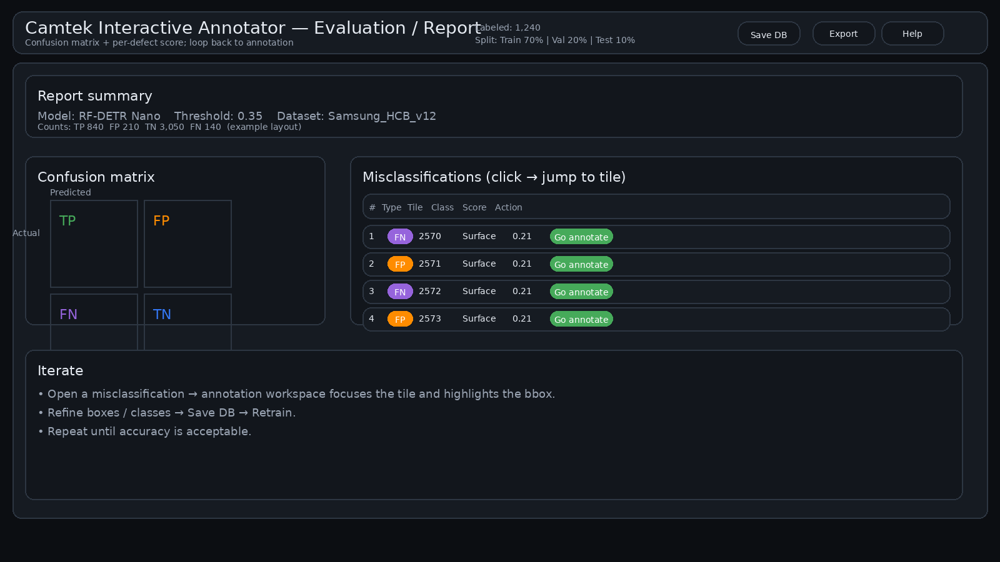 Camtek Interactive Annotator — Evaluation / Report
Confusion matrix + per-defect score; loop back to annotation
Labeled: 1,240
Split: Train 70% | Val 20% | Test 10%
Save DB
Export
Help
Report summary
Model: RF-DETR Nano    Threshold: 0.35    Dataset: Samsung_HCB_v12
Counts: TP 840  FP 210  TN 3,050  FN 140  (example layout)
Confusion matrix
Predicted
Actual
TP
FP
FN
TN
Misclassifications (click → jump to tile)
#  Type  Tile  Class  Score  Action
1 FN 2570 Surface 0.21 Go annotate
2 FP 2571 Surface 0.21 Go annotate
3 FN 2572 Surface 0.21 Go annotate
4 FP 2573 Surface 0.21 Go annotate
Iterate
• Open a misclassification → annotation workspace focuses the tile and highlights the bbox.
• Refine boxes / classes → Save DB → Retrain.
• Repeat until accuracy is acceptable.